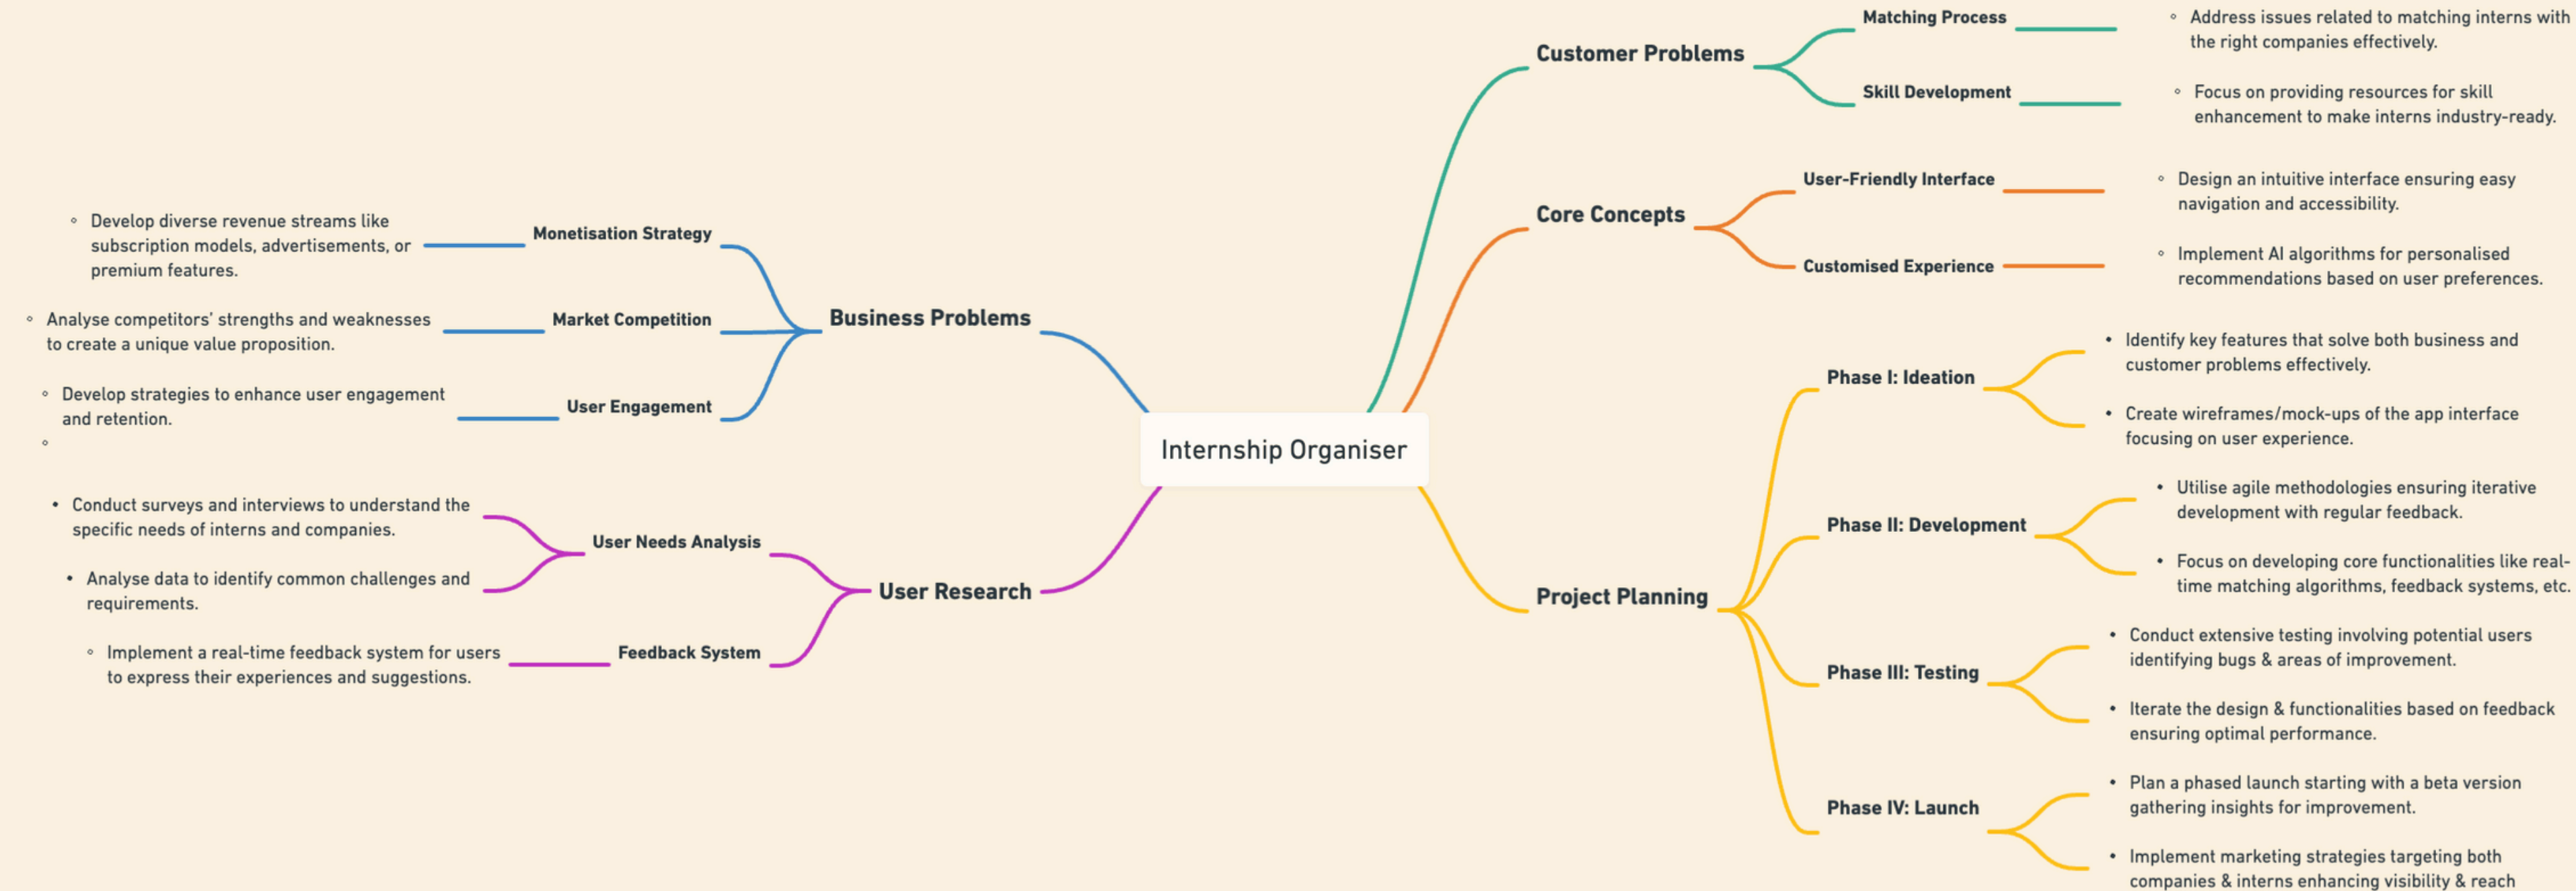 Internship Organiser
Customer Problems
Matching Process
◦ Address issues related to matching interns with
the right companies effectively.
Skill Development
◦ Focus on providing resources for skill
enhancement to make interns industry-ready.
Core Concepts
User-Friendly Interface
◦ Design an intuitive interface ensuring easy
navigation and accessibility.
Customised Experience
◦ Implement AI algorithms for personalised
recommendations based on user preferences.
Project Planning
Phase I: Ideation
• Identify key features that solve both business and
customer problems effectively.
• Create wireframes/mock-ups of the app interface
focusing on user experience.
Phase II: Development
• Utilise agile methodologies ensuring iterative
development with regular feedback.
• Focus on developing core functionalities like real-
time matching algorithms, feedback systems, etc.
Phase III: Testing
• Conduct extensive testing involving potential users
identifying bugs & areas of improvement.
• Iterate the design & functionalities based on feedback
ensuring optimal performance.
Phase IV: Launch
• Plan a phased launch starting with a beta version
gathering insights for improvement.
• Implement marketing strategies targeting both
companies & interns enhancing visibility & reach
Business Problems
Monetisation Strategy
◦ Develop diverse revenue streams like
subscription models, advertisements, or
premium features.
Market Competition
◦ Analyse competitors' strengths and weaknesses
to create a unique value proposition.
User Engagement
◦ Develop strategies to enhance user engagement
and retention.
◦
User Research
User Needs Analysis
• Conduct surveys and interviews to understand the
specific needs of interns and companies.
• Analyse data to identify common challenges and
requirements.
Feedback System
◦ Implement a real-time feedback system for users
to express their experiences and suggestions.